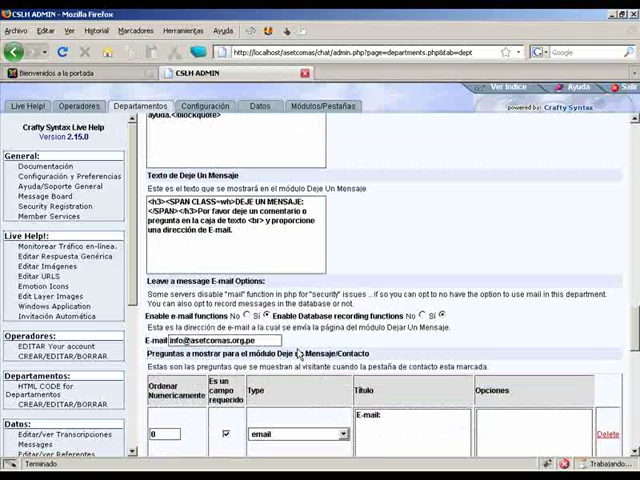 CSLH ADMIN - Mozilla Firefox
Archivo Editar Ver Historial Marcadores Herramientas Ayuda
http://localhost/asetcomas/chat/admin.php?page=departments.php&tab=dept
Google
Bienvenidos a la portada
CSLH ADMIN
Ver Indice Ayuda Salir
Live Help! Operadores Departamentos Configuración Datos Módulos/Pestañas
powered by: Crafty Syntax
Crafty Syntax Live Help
Version 2.15.0
General:
Documentación
Configuración y Preferencias
Ayuda/Soporte General
Message Board
Security Registration
Member Services
Live Help!:
Monitorear Tráfico en-línea.
Editar Respuesta Genérica
Editar Imágenes
Editar URLS
Emotion Icons
Edit Layer Images
Windows Application
Invitación Automática
Operadores:
EDITAR Your account
CREAR/EDITAR/BORRAR
Departamentos:
HTML CODE for
Departamentos
CREAR/EDITAR/BORRAR
Datos:
Editar/ver Transcripciones
Messages
Editar/ver Referentes
ayuda.<blockquote>
Texto de Deje Un Mensaje
Este es el texto que se mostrará en el módulo Deje Un Mensaje
<h3><SPAN CLASS=wh>DEJE UN MENSAJE:
</SPAN></h3>Por favor deje un comentario o
pregunta en la caja de texto <br> y proporcione
una dirección de E-mail.
Leave a message E-mail Options:
Some servers disable "mail" function in php for "security" issues .. if so you can opt to no have the option to use mail in this department.
You can also opt to record messages in the database or not.
Enable e-mail functions No Sí Enable Database recording functions No Sí
Esta es la dirección de e-mail a la cual se envía la página del módulo Dejar Un Mensaje.
E-mail info@asetcomas.org.pe
Preguntas a mostrar para el módulo Deje un Mensaje/Contacto
Estas son las preguntas que se muestran al visitante cuando la pestaña de contacto esta marcada.
Ordenar Numericamente Es un campo requerido Type Título Opciones
0 email E-mail: Delete
Terminado
Trabajando...